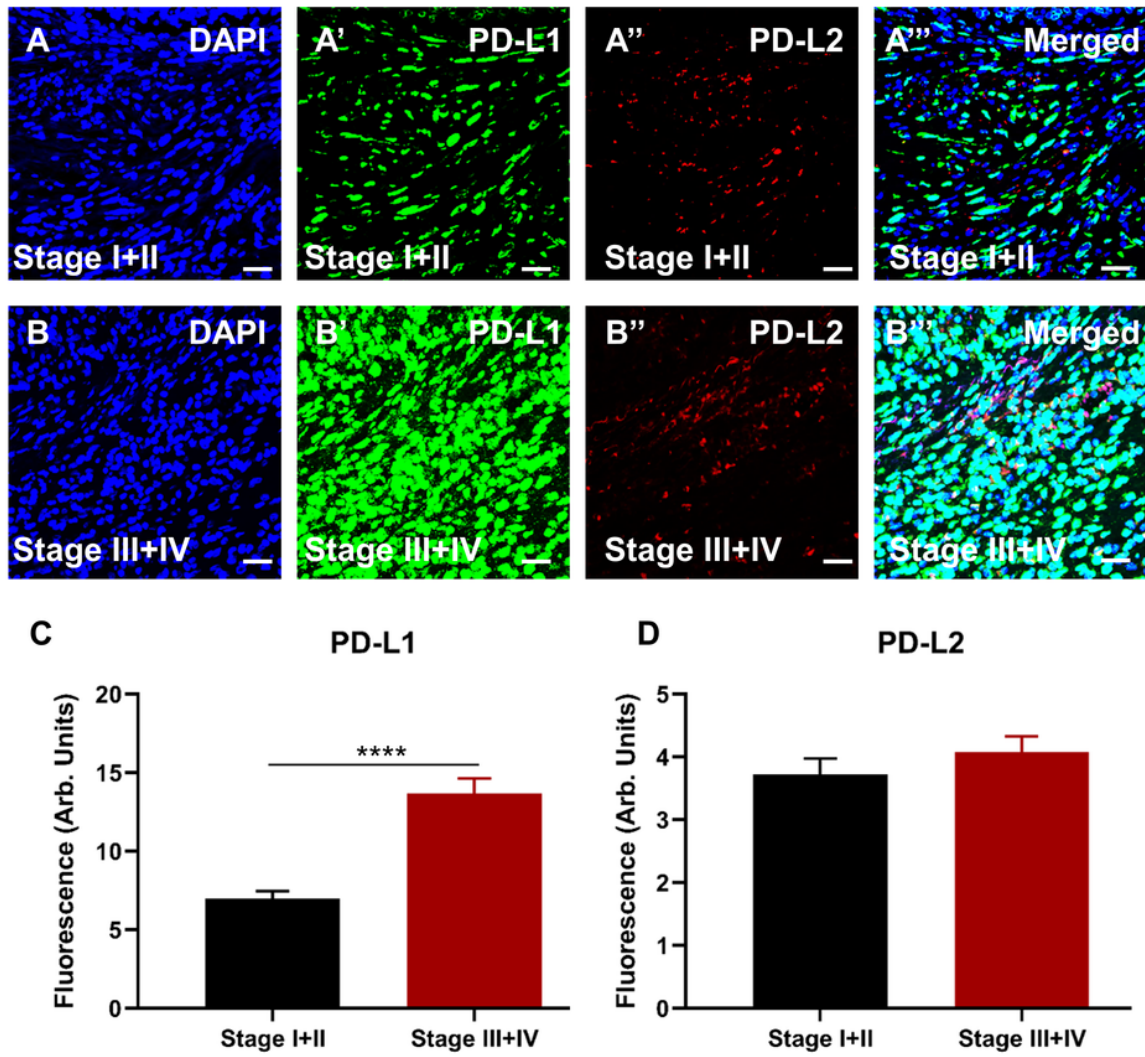 A DAPI
Stage I+II
A' PD-L1
Stage I+II
A'' PD-L2
Stage I+II
A''' Merged
Stage I+II
B DAPI
Stage III+IV
B' PD-L1
Stage III+IV
B'' PD-L2
Stage III+IV
B''' Merged
Stage III+IV
C
PD-L1
Fluorescence (Arb. Units)
20
15
10
5
0
****
Stage I+II Stage III+IV
D
PD-L2
Fluorescence (Arb. Units)
5
4
3
2
1
0
Stage I+II Stage III+IV